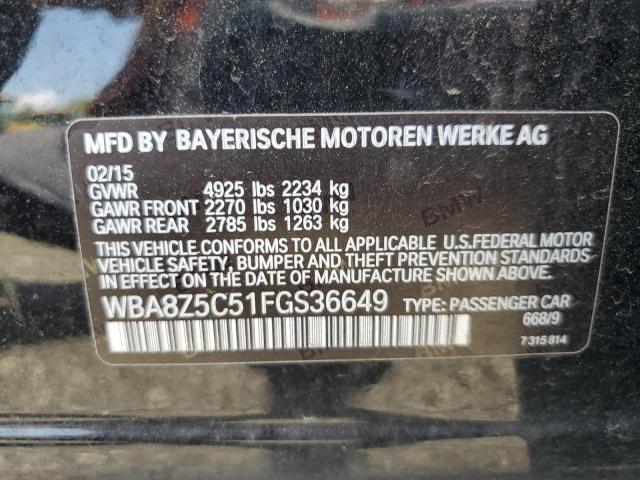 MFD BY BAYERISCHE MOTOREN WERKE AG
02/15
GVWR 4925 lbs 2234 kg
GAWR FRONT 2270 lbs 1030 kg
GAWR REAR 2785 lbs 1263 kg
THIS VEHICLE CONFORMS TO ALL APPLICABLE U.S.FEDERAL MOTOR
VEHICLE SAFETY, BUMPER AND THEFT PREVENTION STANDARDS
IN EFFECT ON THE DATE OF MANUFACTURE SHOWN ABOVE.
WBA8Z5C51FGS36649 TYPE: PASSENGER CAR
668/9
7 315 814